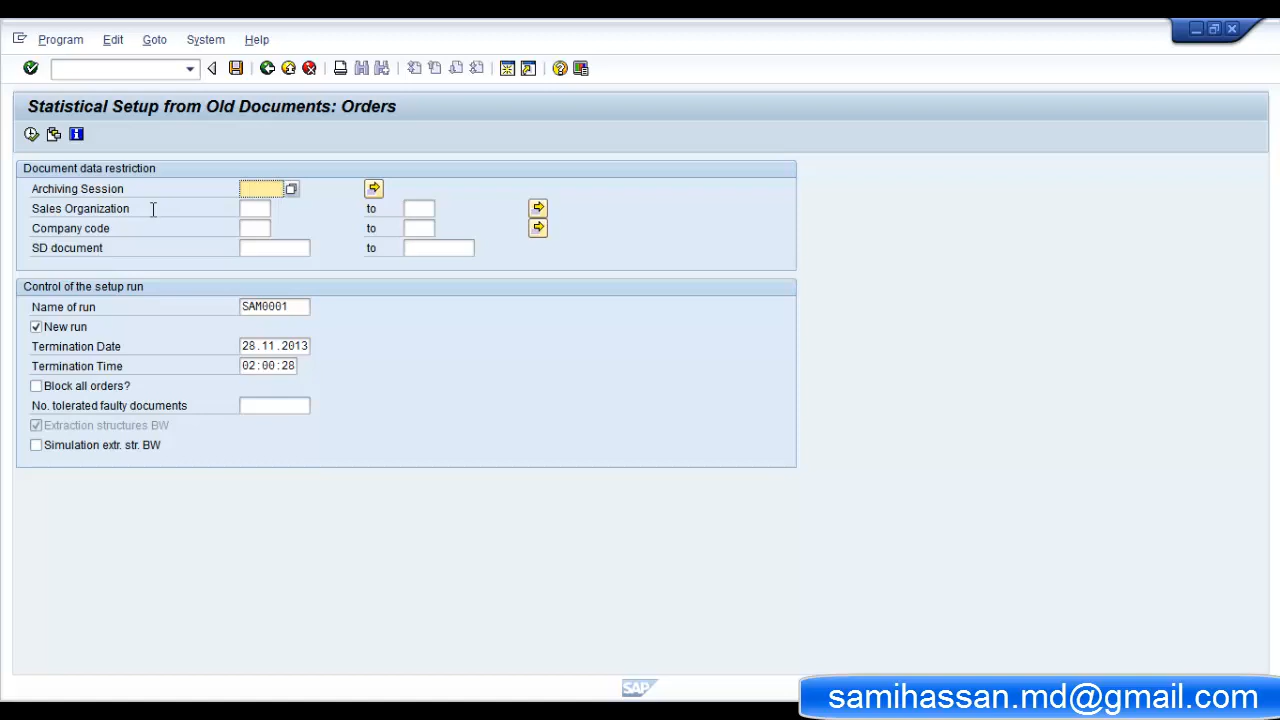 Program Edit Goto System Help
Statistical Setup from Old Documents: Orders
Document data restriction
Archiving Session
Sales Organization to
Company code to
SD document to
Control of the setup run
Name of run SAM0001
New run
Termination Date 28.11.2013
Termination Time 02:00:28
Block all orders?
No. tolerated faulty documents
Extraction structures BW
Simulation extr. str. BW
SAP
samihassan.md@gmail.com